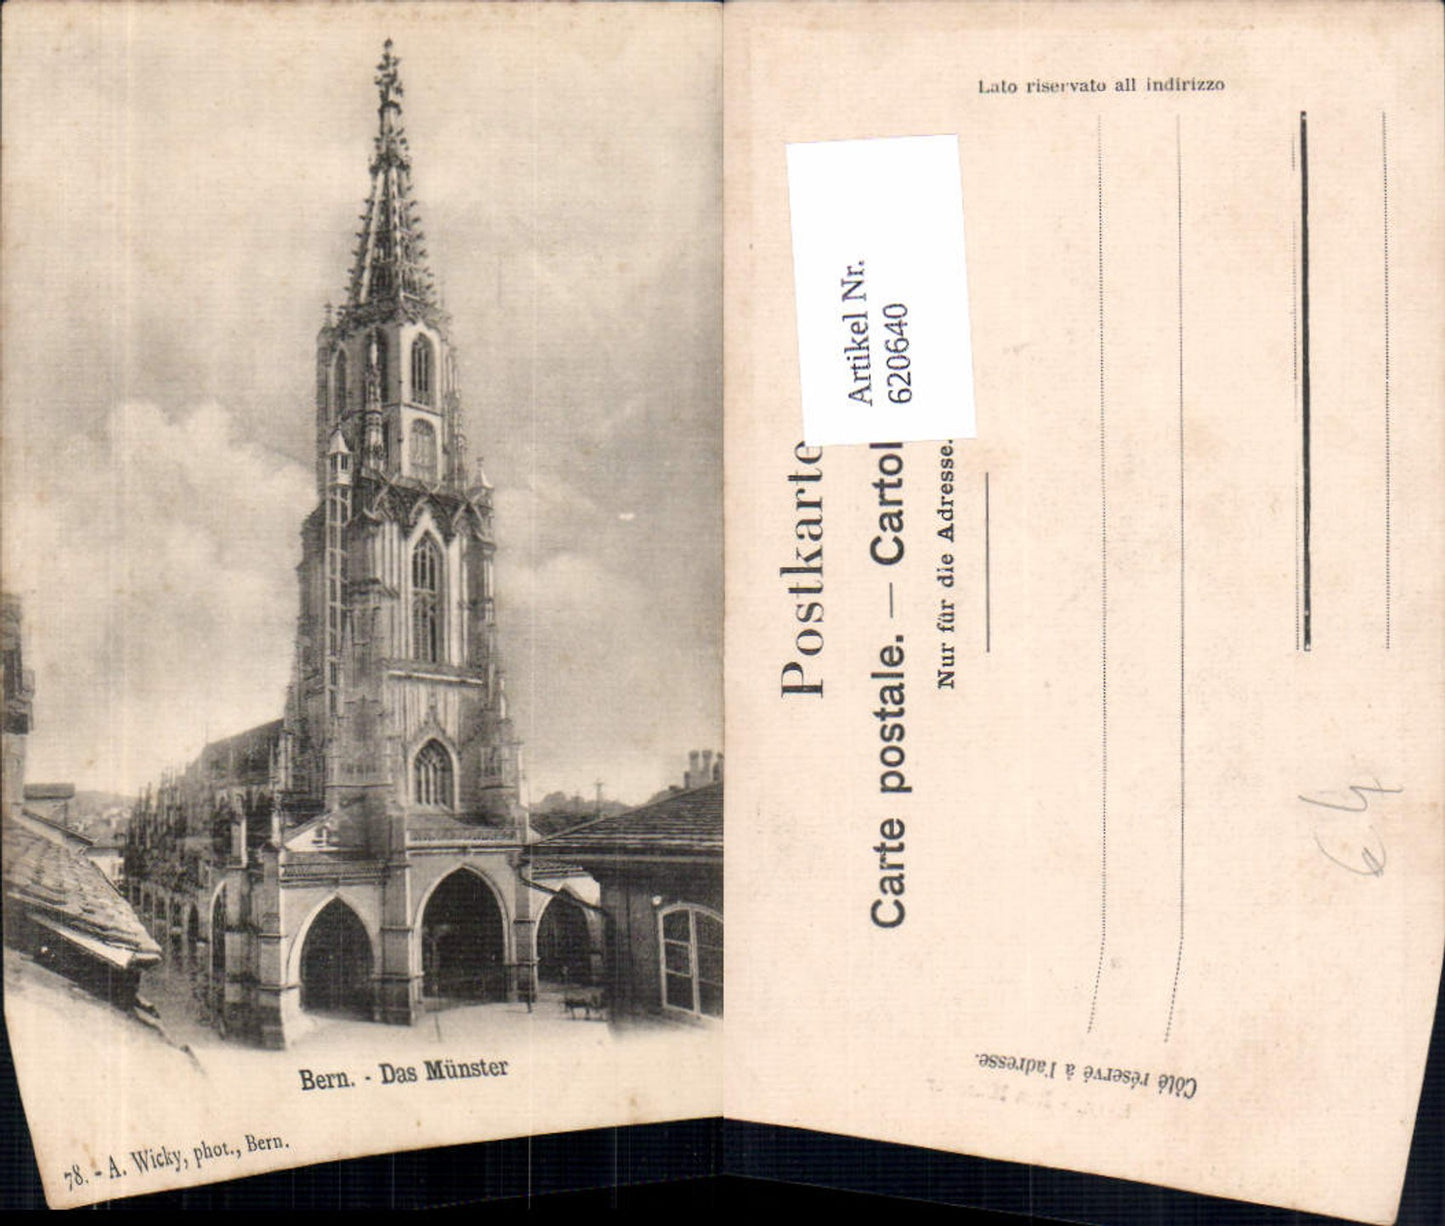 Bern. - Das Münster
78. - A. Wicky, phot., Bern.
Lato riservato all indirizzo
Artikel Nr.
620640
Postkarte
Carte postale. — Cartol
Nur für die Adresse.
Côté réservé à l'adresse.
64